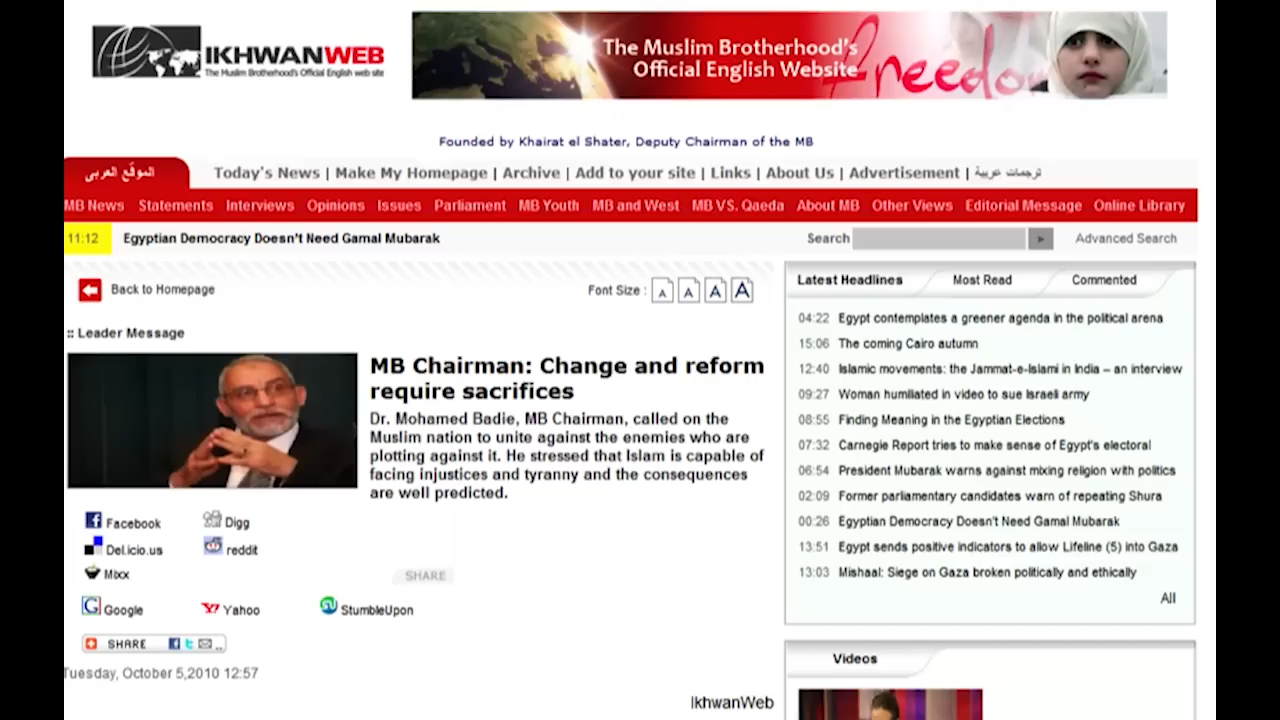 IKHWANWEB
The Muslim Brotherhood's Official English web site
The Muslim Brotherhood's
Official English Website
freedom
Founded by Khairat el Shater, Deputy Chairman of the MB
الموقع العربى
Today's News | Make My Homepage | Archive | Add to your site | Links | About Us | Advertisement | ترجمات عربية
MB News Statements Interviews Opinions Issues Parliament MB Youth MB and West MB VS. Qaeda About MB Other Views Editorial Message Online Library
11:12 Egyptian Democracy Doesn't Need Gamal Mubarak
Search Advanced Search
Back to Homepage
Font Size : A A A A
:: Leader Message
MB Chairman: Change and reform
require sacrifices
Dr. Mohamed Badie, MB Chairman, called on the
Muslim nation to unite against the enemies who are
plotting against it. He stressed that Islam is capable of
facing injustices and tyranny and the consequences
are well predicted.
Facebook Digg
Del.icio.us reddit
Mixx
SHARE
Google Yahoo StumbleUpon
SHARE
Tuesday, October 5,2010 12:57
IkhwanWeb
Latest Headlines Most Read Commented
04:22 Egypt contemplates a greener agenda in the political arena
15:06 The coming Cairo autumn
12:40 Islamic movements: the Jammat-e-Islami in India – an interview
09:27 Woman humiliated in video to sue Israeli army
08:55 Finding Meaning in the Egyptian Elections
07:32 Carnegie Report tries to make sense of Egypt's electoral
06:54 President Mubarak warns against mixing religion with politics
02:09 Former parliamentary candidates warn of repeating Shura
00:26 Egyptian Democracy Doesn't Need Gamal Mubarak
13:51 Egypt sends positive indicators to allow Lifeline (5) into Gaza
13:03 Mishaal: Siege on Gaza broken politically and ethically
All
Videos